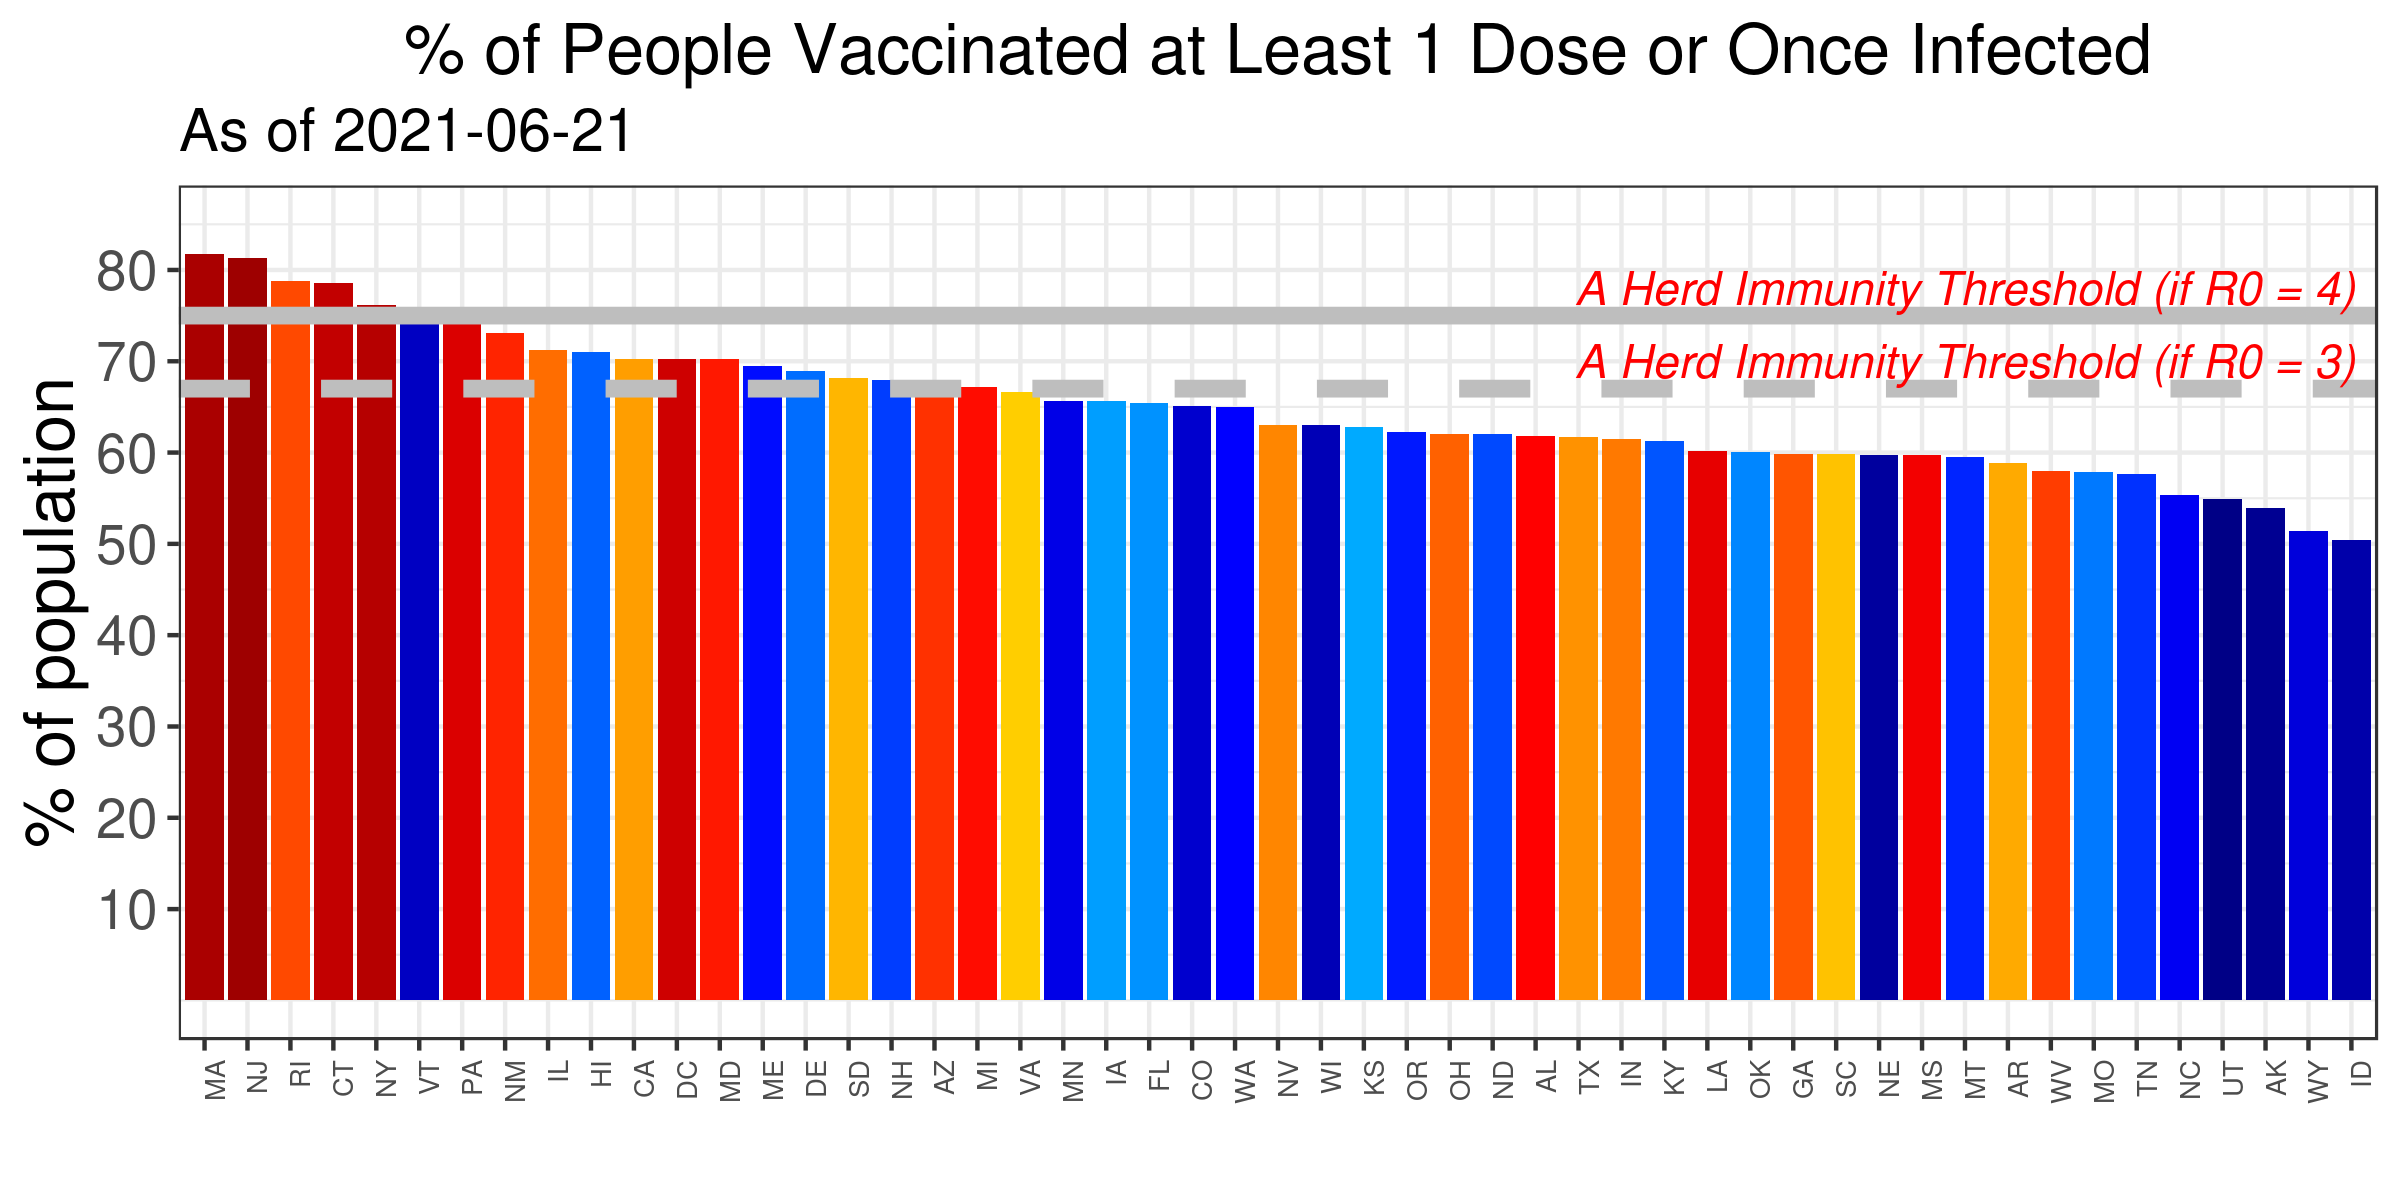 % of People Vaccinated at Least 1 Dose or Once Infected
As of 2021-06-21
% of population
80
70
60
50
40
30
20
10
A Herd Immunity Threshold (if R0 = 4)
A Herd Immunity Threshold (if R0 = 3)
MA NJ RI CT NY VT PA NM IL HI CA DC MD ME DE SD NH AZ MI VA MN IA FL CO WA NV WI KS OR OH ND AL TX IN KY LA OK GA SC NE MS MT AR WV MO TN NC UT AK WY ID